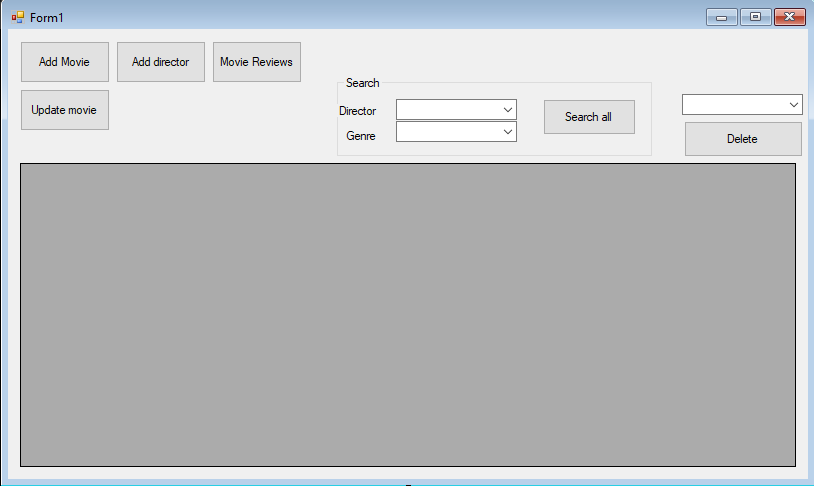 Form1
Add Movie
Add director
Movie Reviews
Update movie
Search
Director
Genre
Search all
Delete